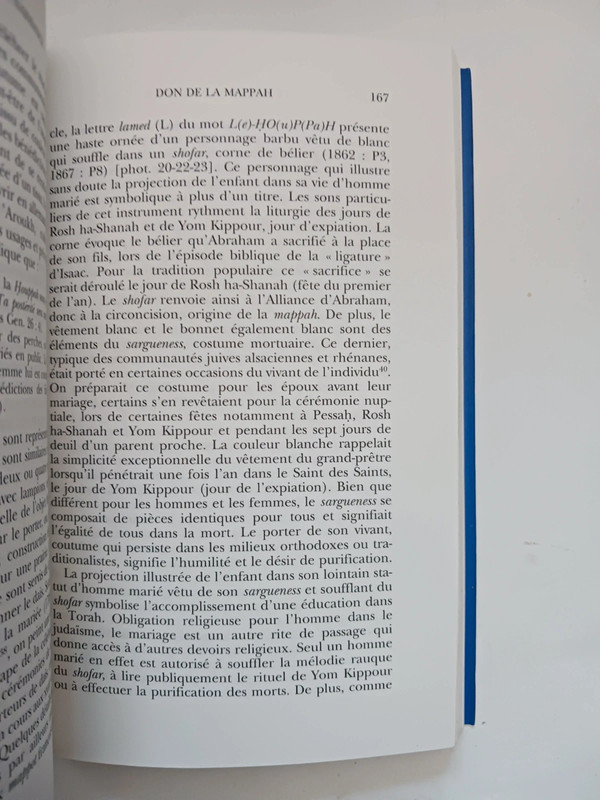 DON DE LA MAPPAH 167
cle, la lettre lamed (L) du mot L(e)-ḤO(u)P(Pa)H présente
une haste ornée d'un personnage barbu vêtu de blanc
qui souffle dans un shofar, corne de bélier (1862 : P3,
1867 : P8) [phot. 20-22-23]. Ce personnage qui illustre
sans doute la projection de l'enfant dans sa vie d'homme
marié est symbolique à plus d'un titre. Les sons particu-
liers de cet instrument rythment la liturgie des jours de
Rosh ha-Shanah et de Yom Kippour, jour d'expiation. La
corne évoque le bélier qu'Abraham a sacrifié à la place
de son fils, lors de l'épisode biblique de la « ligature »
d'Isaac. Pour la tradition populaire ce « sacrifice » se
serait déroulé le jour de Rosh ha-Shanah (fête du premier
de l'an). Le shofar renvoie ainsi à l'Alliance d'Abraham,
donc à la circoncision, origine de la mappah. De plus, le
vêtement blanc et le bonnet également blanc sont des
éléments du sargueness, costume mortuaire. Ce dernier,
typique des communautés juives alsaciennes et rhénanes,
était porté en certaines occasions du vivant de l'individu⁴⁰.
On préparait ce costume pour les époux avant leur
mariage, certains s'en revêtaient pour la cérémonie nup-
tiale, lors de certaines fêtes notamment à Pessaḥ, Rosh
ha-Shanah et Yom Kippour et pendant les sept jours de
deuil d'un parent proche. La couleur blanche rappelait
la simplicité exceptionnelle du vêtement du grand-prêtre
lorsqu'il pénétrait une fois l'an dans le Saint des Saints,
le jour de Yom Kippour (jour de l'expiation). Bien que
différent pour les hommes et les femmes, le sargueness se
composait de pièces identiques pour tous et signifiait
l'égalité de tous dans la mort. Le porter de son vivant,
coutume qui persiste dans les milieux orthodoxes ou tra-
ditionalistes, signifie l'humilité et le désir de purification.
La projection illustrée de l'enfant dans son lointain sta-
tut d'homme marié vêtu de son sargueness et soufflant du
shofar symbolise l'accomplissement d'une éducation dans
la Torah. Obligation religieuse pour l'homme dans le
judaïsme, le mariage est un autre rite de passage qui
donne accès à d'autres devoirs religieux. Seul un homme
marié en effet est autorisé à souffler la mélodie rauque
du shofar, à lire publiquement le rituel de Yom Kippour
ou à effectuer la purification des morts. De plus, comme